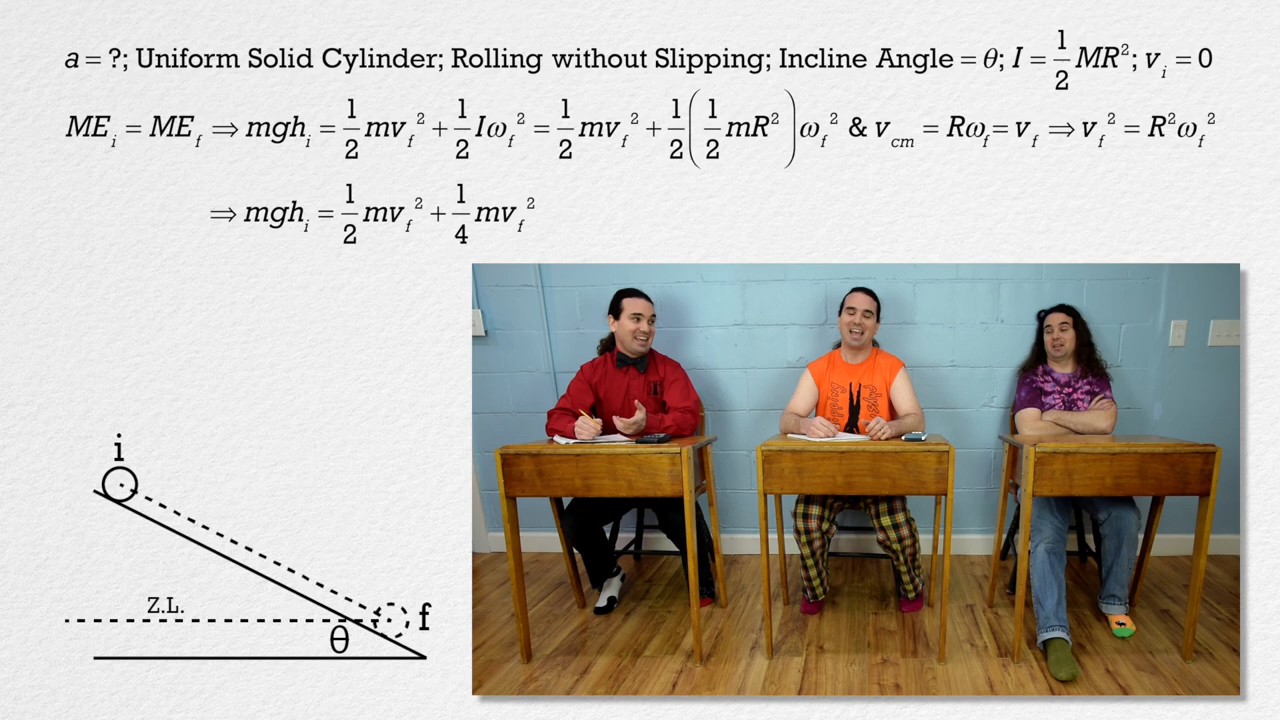 a = ?; Uniform Solid Cylinder; Rolling without Slipping; Incline Angle = θ; I = 1/2 MR²; v_i = 0
ME_i = ME_f ⇒ mgh_i = 1/2 mv_f² + 1/2 Iω_f² = 1/2 mv_f² + 1/2 (1/2 mR²) ω_f² & v_cm = Rω_f = v_f ⇒ v_f² = R²ω_f²
⇒ mgh_i = 1/2 mv_f² + 1/4 mv_f²
i
Z.L.
θ
f